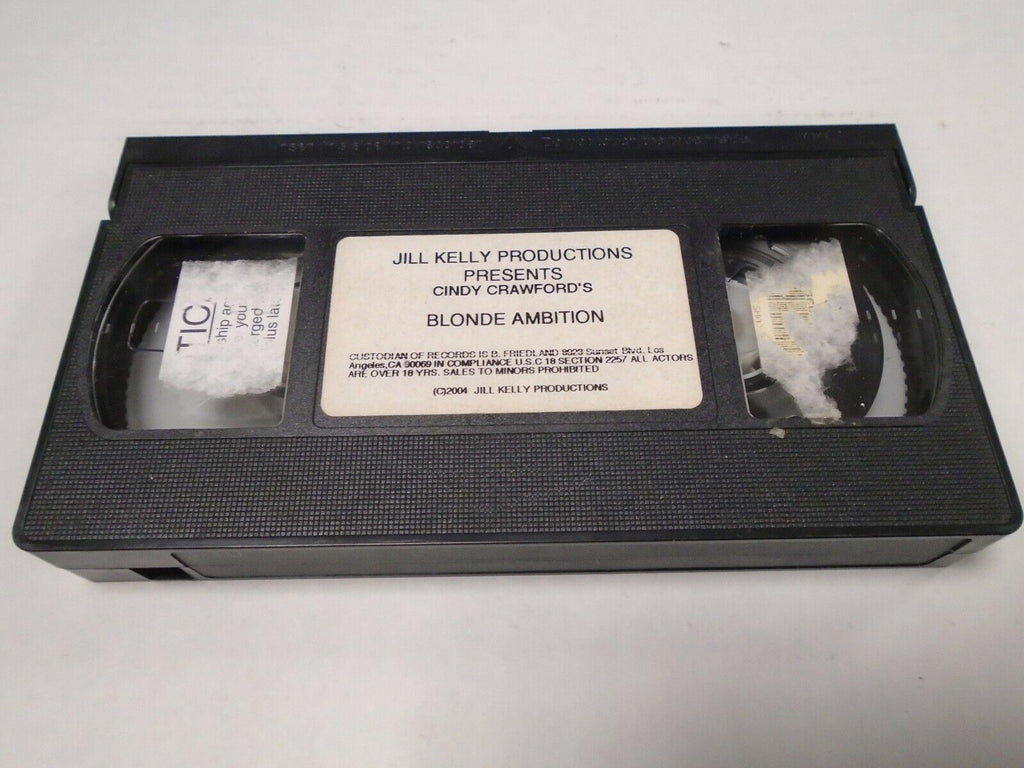 JILL KELLY PRODUCTIONS
PRESENTS
CINDY CRAWFORD'S
BLONDE AMBITION
CUSTODIAN OF RECORDS IS B. FRIEDLAND 8923 Sunset Blvd. Los
Angeles,CA 90069 IN COMPLIANCE U.S.C 18 SECTION 2257 ALL ACTORS
ARE OVER 18 YRS. SALES TO MINORS PROHIBITED
(C)2004 JILL KELLY PRODUCTIONS
TIC
ship
you
rged